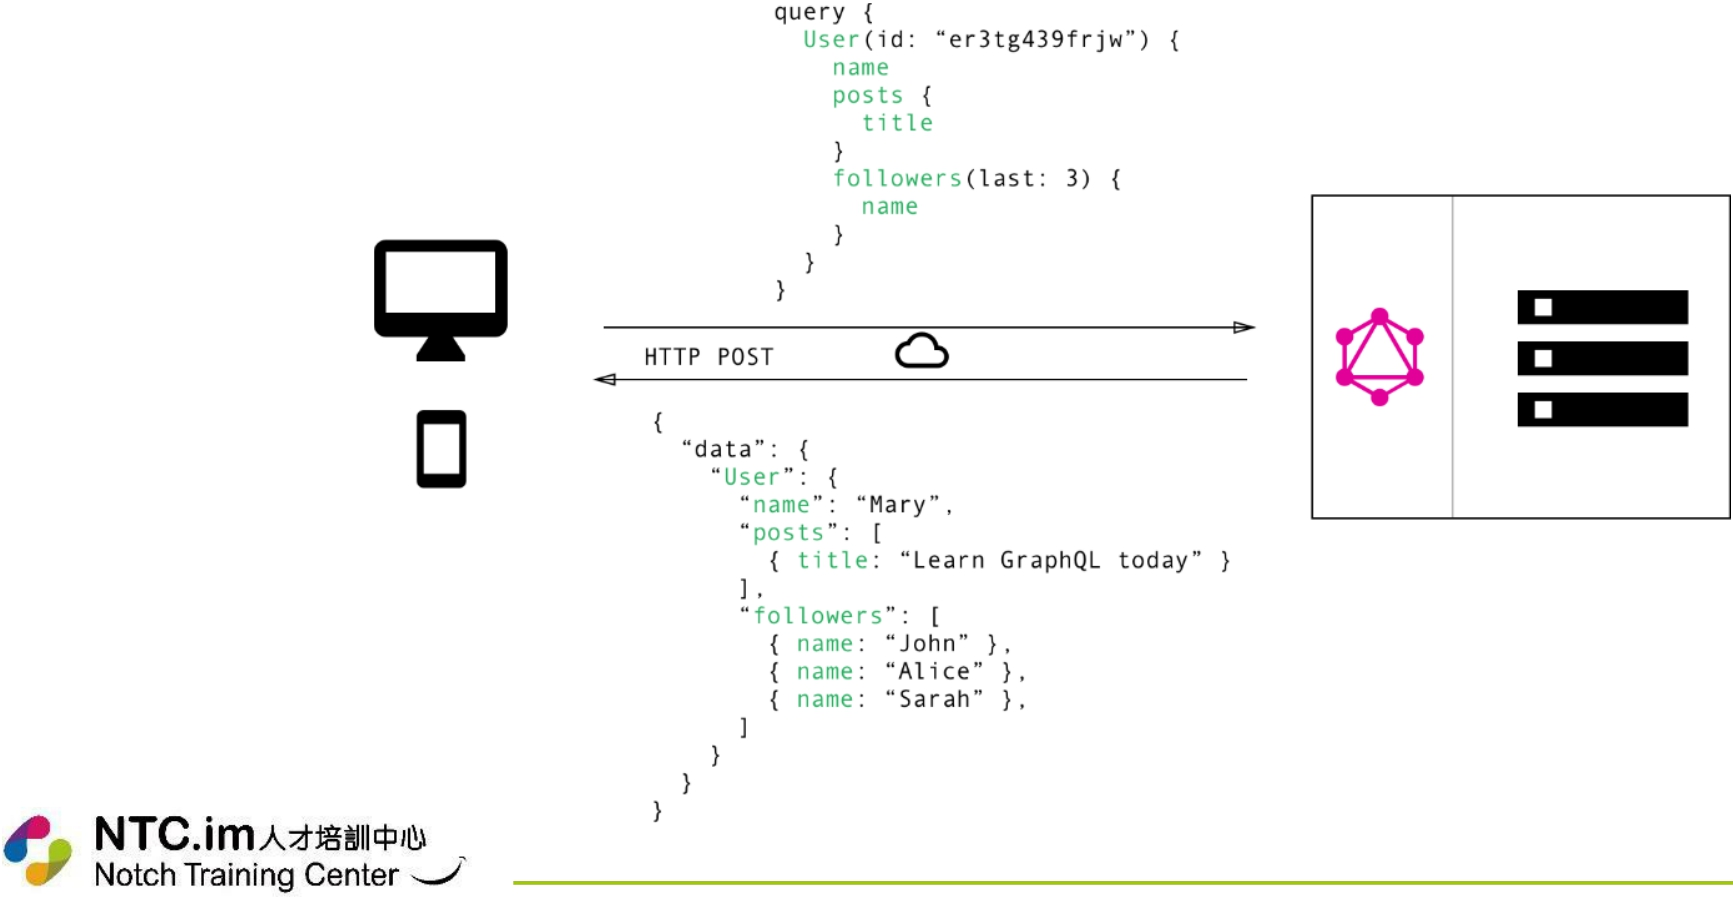 query {
  User(id: “er3tg439frjw”) {
    name
    posts {
      title
    }
    followers(last: 3) {
      name
    }
  }
}
HTTP POST
{
  “data”: {
    “User”: {
      “name”: “Mary”,
      “posts”: [
        { title: “Learn GraphQL today” }
      ],
      “followers”: [
        { name: “John” },
        { name: “Alice” },
        { name: “Sarah” },
      ]
    }
  }
}
NTC.im人才培訓中心
Notch Training Center